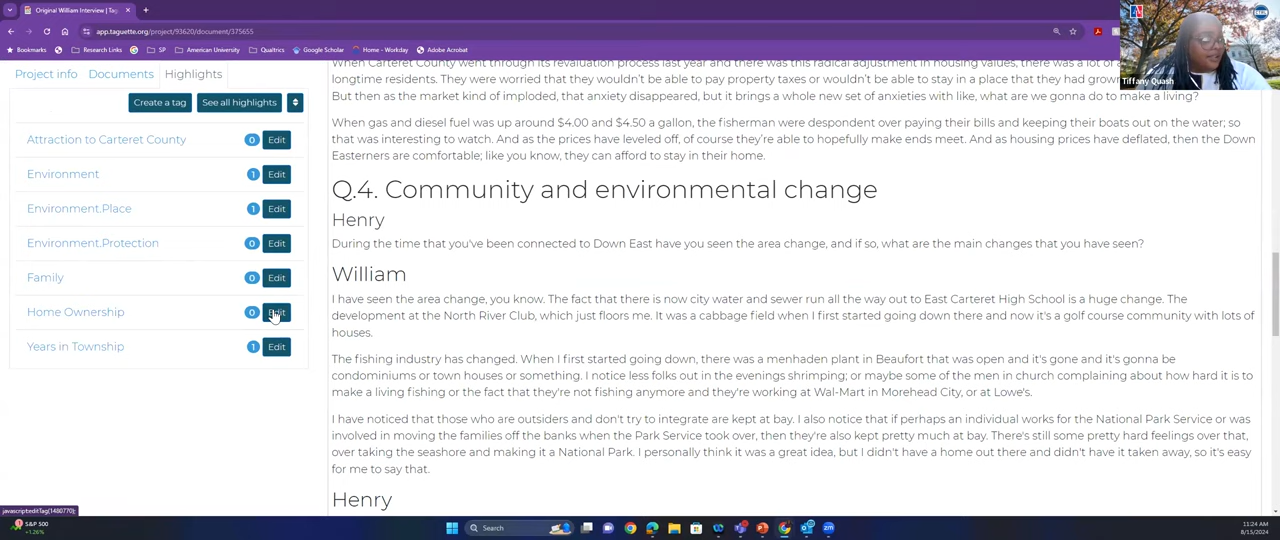 Original William Interview | Tag
app.taguette.org/project/93620/document/375655
Bookmarks
Research Links
SP
American University
Qualtrics
Google Scholar
Home - Workday
Adobe Acrobat
Tiffany Quash
Project info
Documents
Highlights
Create a tag
See all highlights
Attraction to Carteret County 0 Edit
Environment 1 Edit
Environment.Place 1 Edit
Environment.Protection 0 Edit
Family 0 Edit
Home Ownership 0 Edit
Years in Township 1 Edit
When Carteret County went through its revaluation process last year and there was this radical adjustment in housing values, there was a lot of
longtime residents. They were worried that they wouldn't be able to pay property taxes or wouldn't be able to stay in a place that they had grown
But then as the market has imploded, that anxiety disappeared, but it brings a whole new set of anxieties with like, what are we gonna do to make a living?
When gas and diesel fuel was up around $4.00 and $4.50 a gallon, the fisherman were despondent over paying their bills and keeping their boats out on the water; so
that was interesting to watch. And as the prices have leveled off, of course they're able to hopefully make ends meet. And as housing prices have deflated, then the Down
Easterners are comfortable; like you know, they can afford to stay in their home.
Q.4. Community and environmental change
Henry
During the time that you've been connected to Down East have you seen the area change, and if so, what are the main changes that you have seen?
William
I have seen the area change, you know. The fact that there is now city water and sewer run all the way out to East Carteret High School is a huge change. The
development at the North River Club, which just floors me. It was a cabbage field when I first started going down there and now it's a golf course community with lots of
houses.
The fishing industry has changed. When I first started going down, there was a menhaden plant in Beaufort that was open and it's gone and it's gonna be
condominiums or town houses or something. I notice less folks out in the evenings shrimping; or maybe some of the men in church complaining about how hard it is to
make a living fishing or the fact that they're not fishing anymore and they're working at Wal-Mart in Morehead City, or at Lowe's.
I have noticed that those who are outsiders and don't try to integrate are kept at bay. I also notice that if perhaps an individual works for the National Park Service or was
involved in moving the families off the banks when the Park Service took over, then they're also kept pretty much at bay. There's still some pretty hard feelings over that,
over taking the seashore and making it a National Park. I personally think it was a great idea, but I didn't have a home out there and didn't have it taken away, so it's easy
for me to say that.
Henry
javascript:editTag(1480770);
S&P 500
+1.26%
Search
11:24 AM
8/15/2024